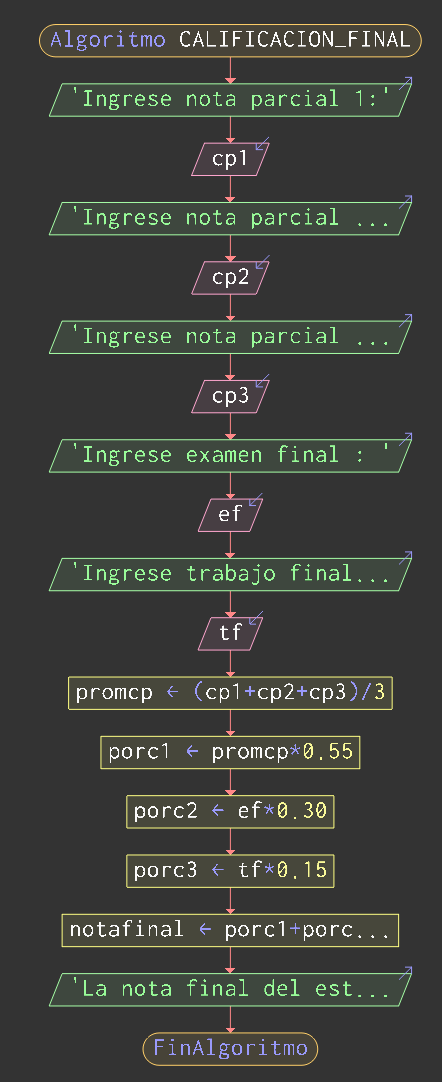 Algoritmo CALIFICACION_FINAL
'Ingrese nota parcial 1:'
cp1
'Ingrese nota parcial ...
cp2
'Ingrese nota parcial ...
cp3
'Ingrese examen final : '
ef
'Ingrese trabajo final...
tf
promcp ← (cp1+cp2+cp3)/3
porc1 ← promcp*0.55
porc2 ← ef*0.30
porc3 ← tf*0.15
notafinal ← porc1+porc...
'La nota final del est...
FinAlgoritmo